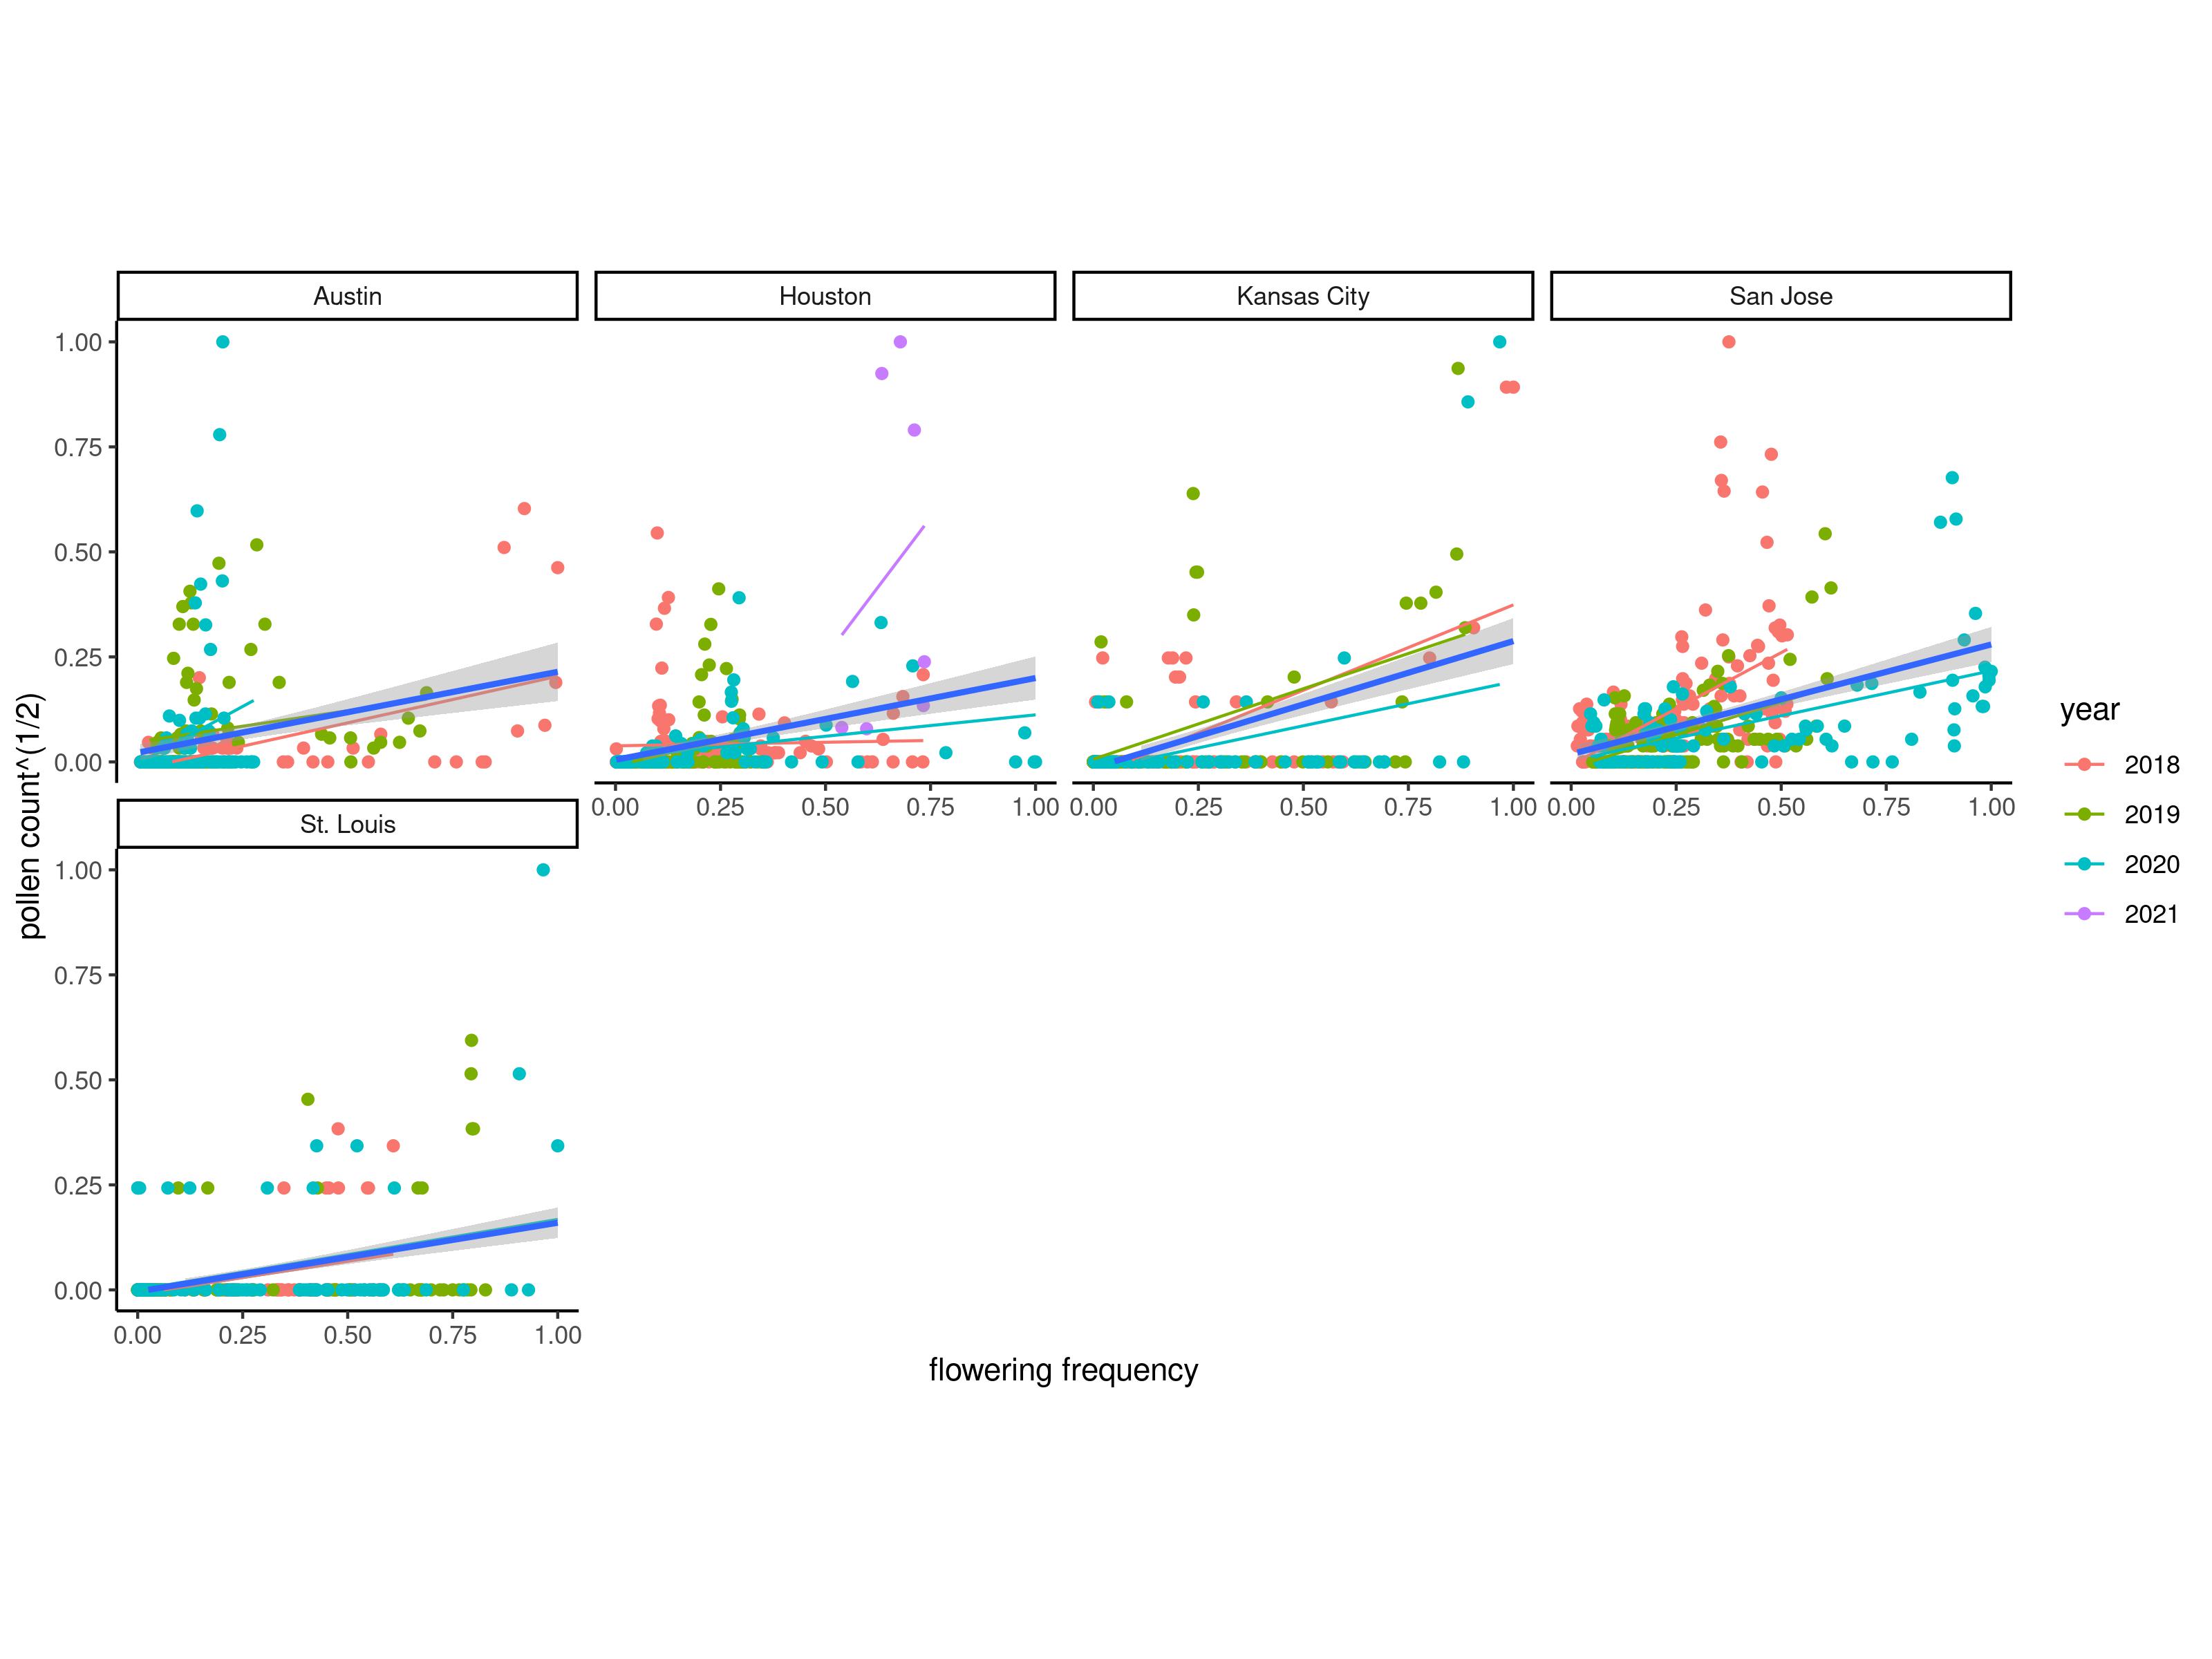 Austin
Houston
Kansas City
San Jose
1.00
0.75
0.50
0.25
0.00
0.00 0.25 0.50 0.75 1.00
0.00 0.25 0.50 0.75 1.00
0.00 0.25 0.50 0.75 1.00
St. Louis
1.00
0.75
0.50
0.25
0.00
0.00 0.25 0.50 0.75 1.00
pollen count^(1/2)
flowering frequency
year
2018
2019
2020
2021